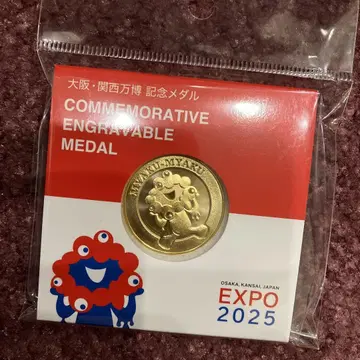 大阪・関西万博 記念メダル
COMMEMORATIVE
ENGRAVABLE
MEDAL
MYAKU-MYAKU
OSAKA, KANSAI, JAPAN
EXPO
2025